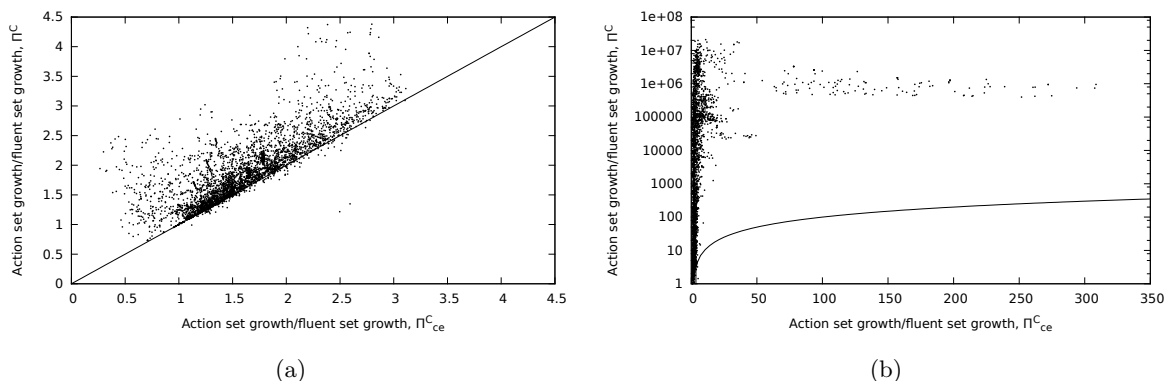 Action set growth/fluent set growth, Π^C
4.5
4
3.5
3
2.5
2
1.5
1
0.5
0
0 0.5 1 1.5 2 2.5 3 3.5 4 4.5
Action set growth/fluent set growth, Π^C_ce
(a)
Action set growth/fluent set growth, Π^C
1e+08
1e+07
1e+06
100000
10000
1000
100
10
1
0 50 100 150 200 250 300 350
Action set growth/fluent set growth, Π^C_ce
(b)